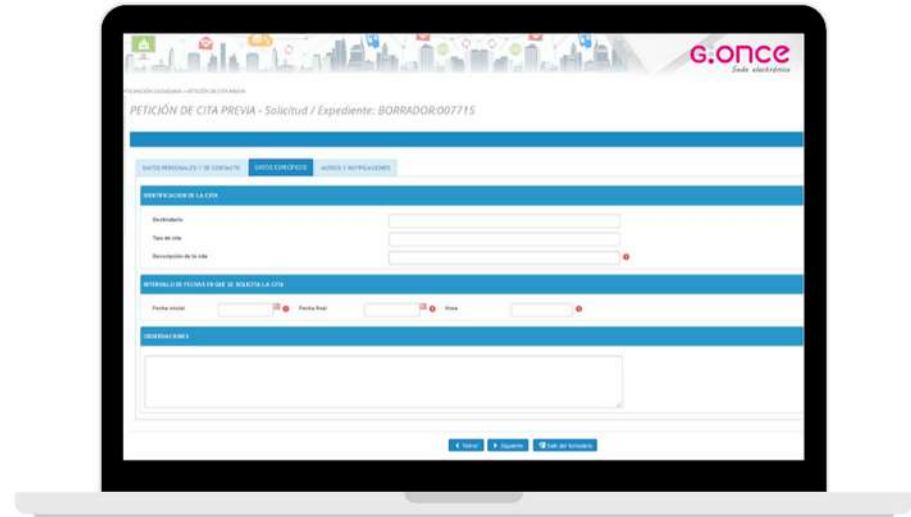 G:once
Sede electrónica
PETICIÓN DE CITA PREVIA - Solicitud / Expediente: BORRADOR:007715
DATOS PERSONALES Y DE CONTACTO DATOS ESPECÍFICOS AVISOS Y NOTIFICACIONES
IDENTIFICACIÓN DE LA CITA
Destinatario
Tipo de cita
Descripción de la cita
INTERVALO DE FECHAS EN QUE SE SOLICITA LA CITA
Fecha inicial Fecha final Hora
OBSERVACIONES
Volver Siguiente Salir del formulario